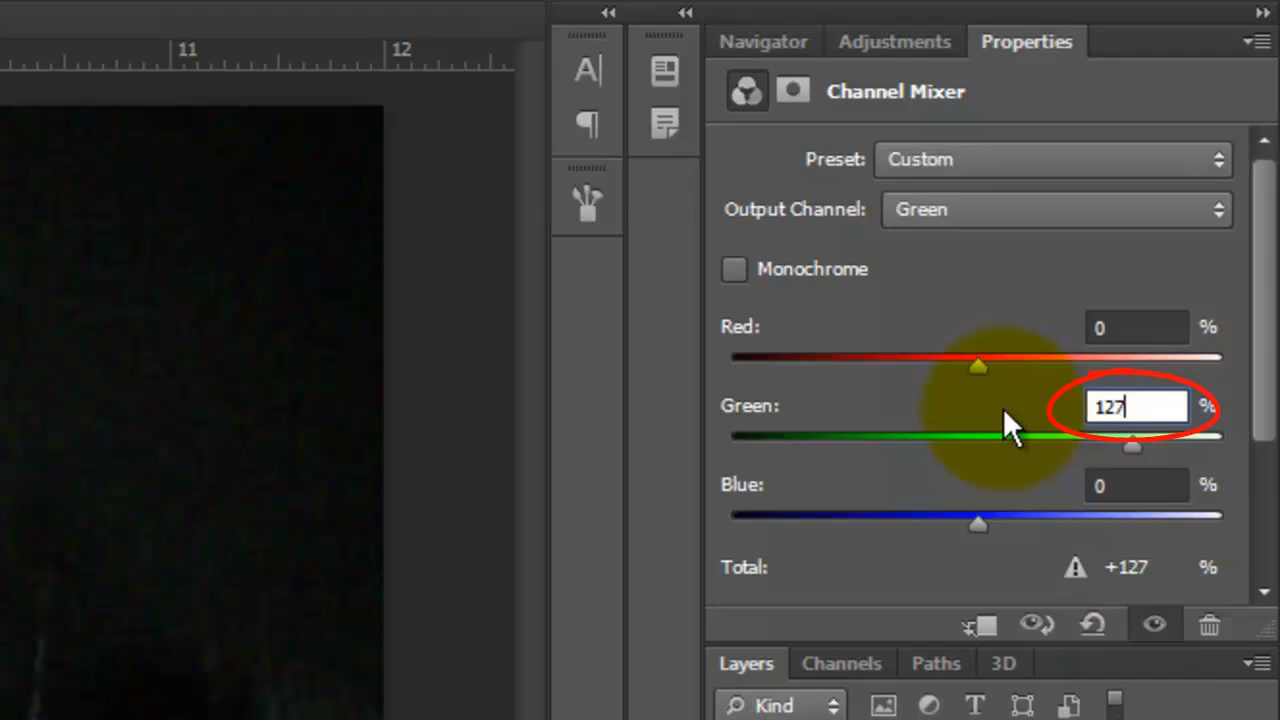 11 12
Navigator Adjustments Properties
A
Channel Mixer
Preset: Custom
Output Channel: Green
Monochrome
Red: 0 %
Green: 127 %
Blue: 0 %
Total: +127 %
Layers Channels Paths 3D
Kind T